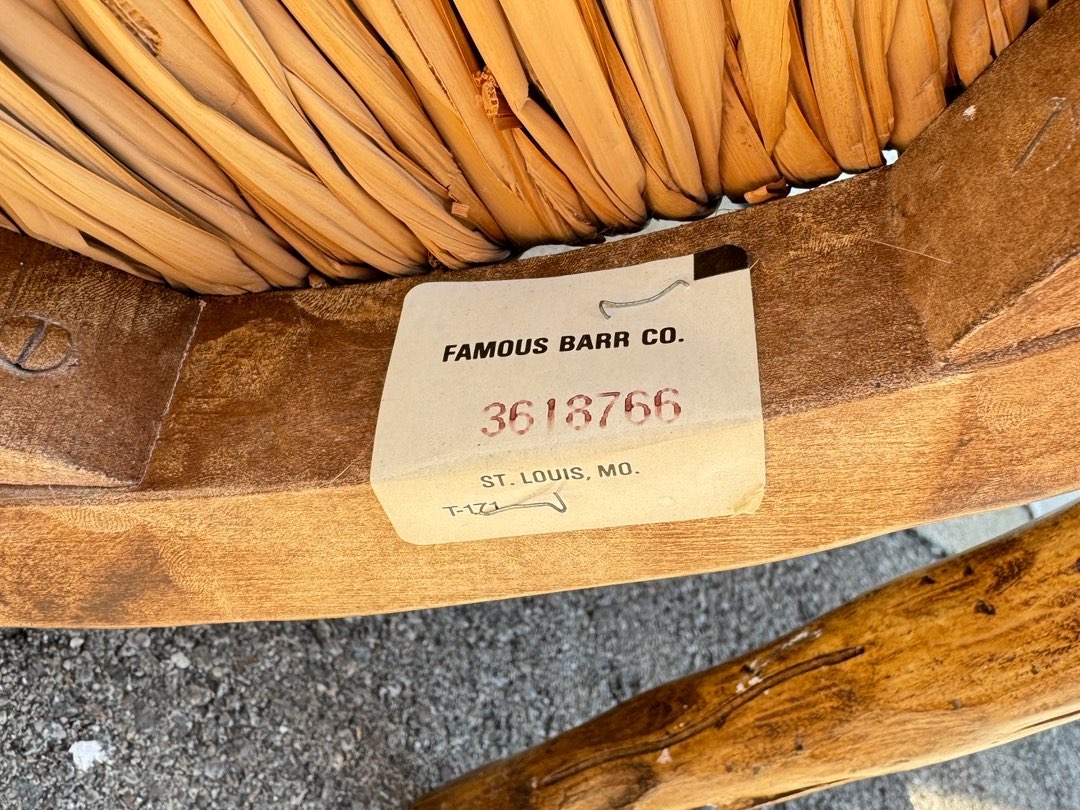 FAMOUS BARR CO.
3618766
ST. LOUIS, MO.
T-171